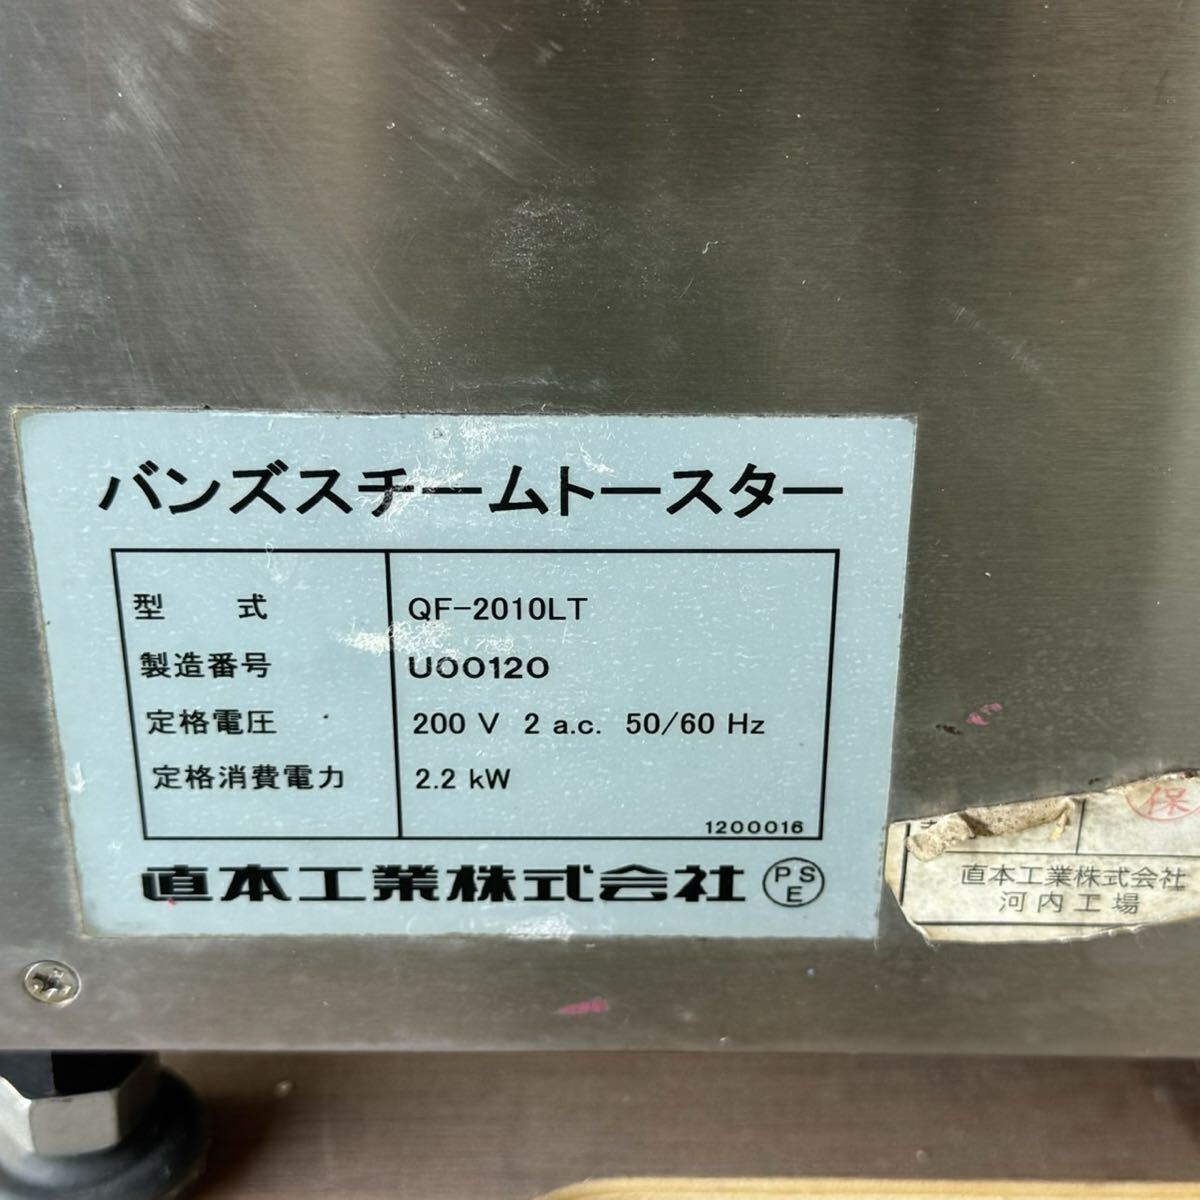 バンズスチームトースター
型　式 QF-2010LT
製造番号 U00120
定格電圧 200 V 2 a.c. 50/60 Hz
定格消費電力 2.2 kW
1200016
直本工業株式会社 PSE
保
直本工業株式会社
河内工場